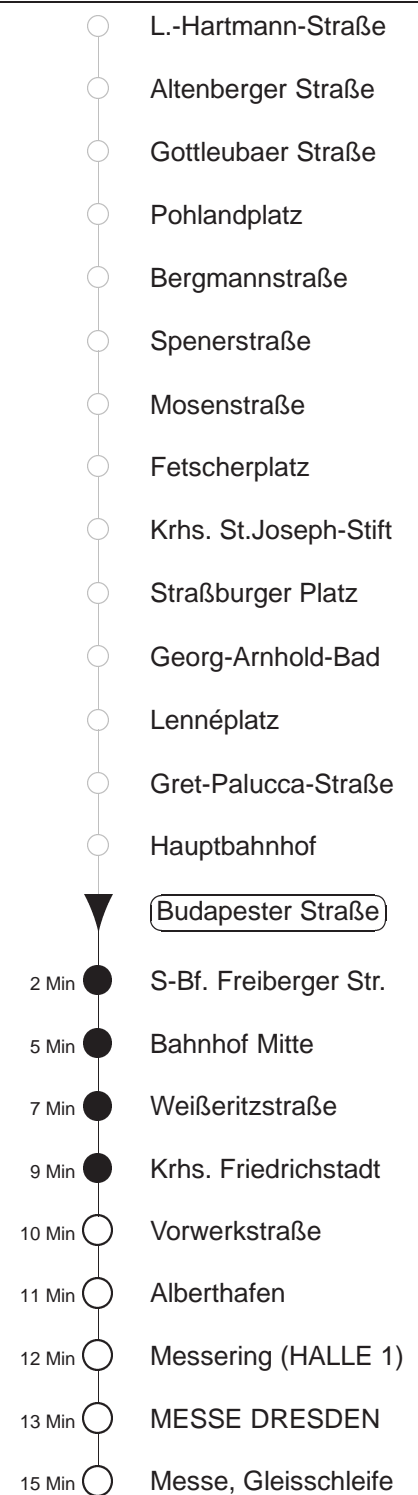 L.-Hartmann-Straße
Altenberger Straße
Gottleubaer Straße
Pohlandplatz
Bergmannstraße
Spenerstraße
Mosenstraße
Fetscherplatz
Krhs. St.Joseph-Stift
Straßburger Platz
Georg-Arnhold-Bad
Lennéplatz
Gret-Palucca-Straße
Hauptbahnhof
Budapester Straße
2 Min S-Bf. Freiberger Str.
5 Min Bahnhof Mitte
7 Min Weißeritzstraße
9 Min Krhs. Friedrichstadt
10 Min Vorwerkstraße
11 Min Alberthafen
12 Min Messering (HALLE 1)
13 Min MESSE DRESDEN
15 Min Messe, Gleisschleife